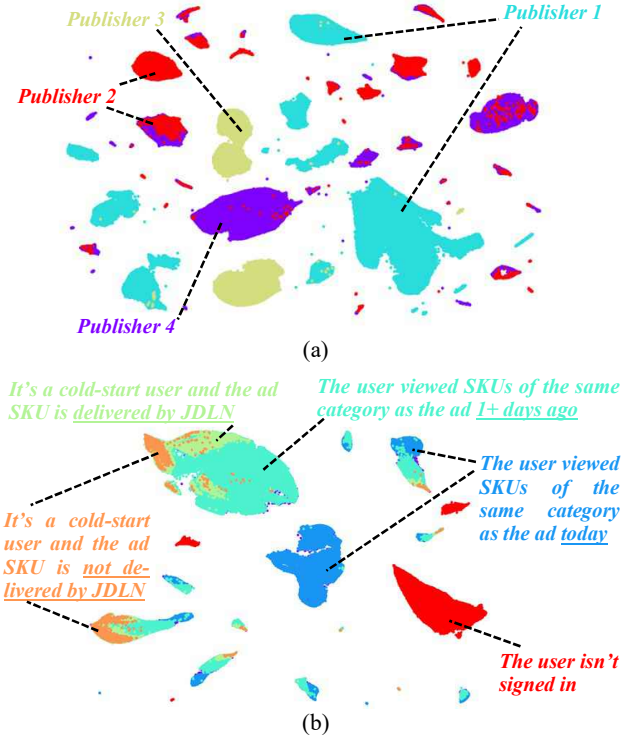 Publisher 3
Publisher 1
Publisher 2
Publisher 4
(a)
It's a cold-start user and the ad
SKU is delivered by JDLN
The user viewed SKUs of the same
category as the ad 1+ days ago
The user viewed
SKUs of the
same category
as the ad today
It's a cold-start
user and the ad
SKU is not de-
livered by JDLN
The user isn't
signed in
(b)